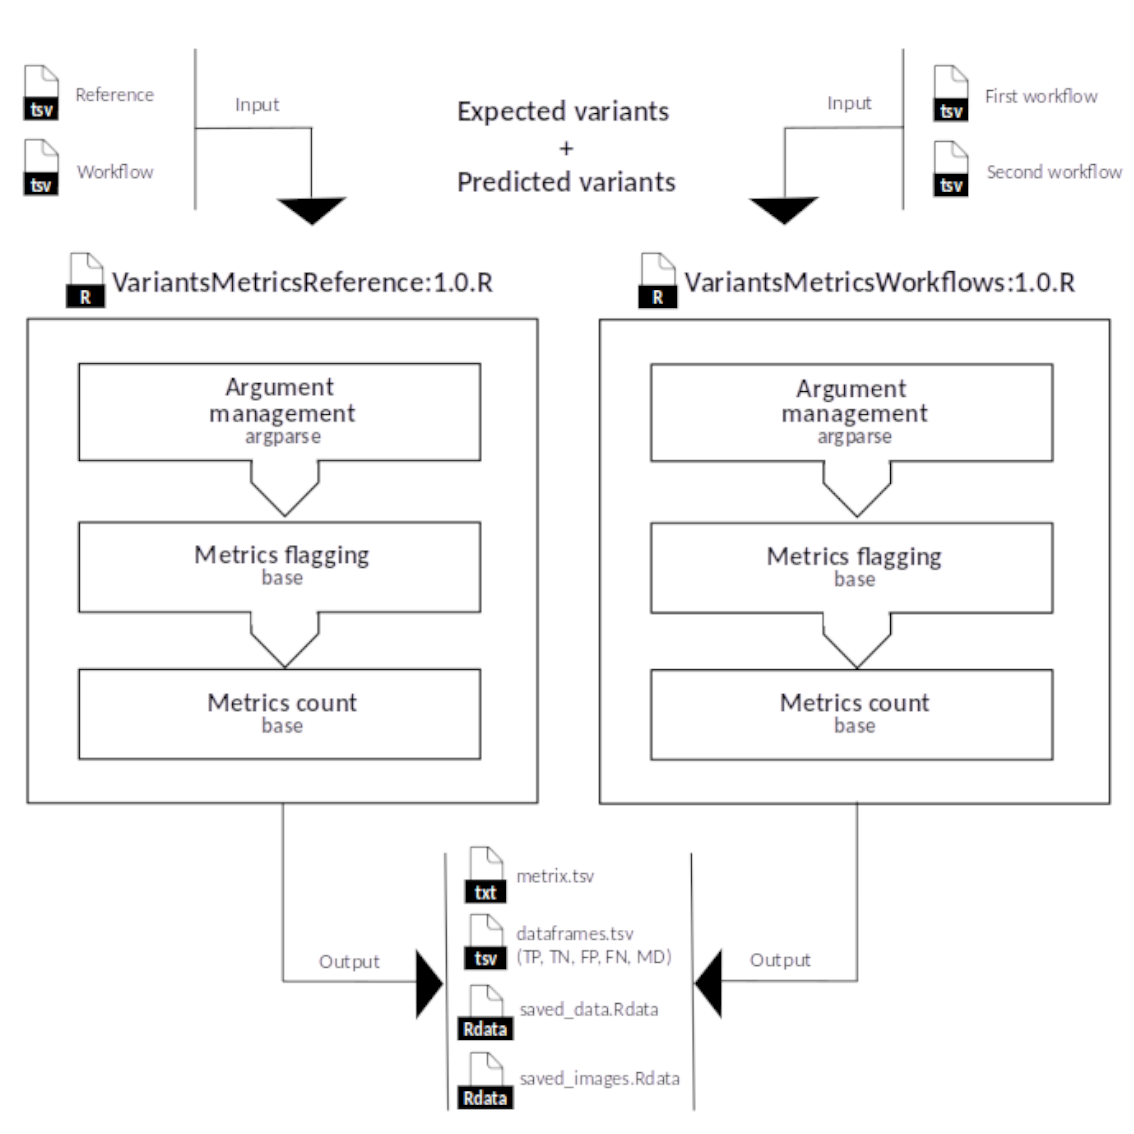 tsv
Reference
tsv
Workflow
Input
Expected variants
+
Predicted variants
Input
tsv
First workflow
tsv
Second workflow
R
VariantsMetricsReference:1.0.R
Argument
management
argparse
Metrics flagging
base
Metrics count
base
R
VariantsMetricsWorkflows:1.0.R
Argument
management
argparse
Metrics flagging
base
Metrics count
base
Output
txt
metrix.tsv
tsv
dataframes.tsv
(TP, TN, FP, FN, MD)
Rdata
saved_data.Rdata
Rdata
saved_images.Rdata
Output